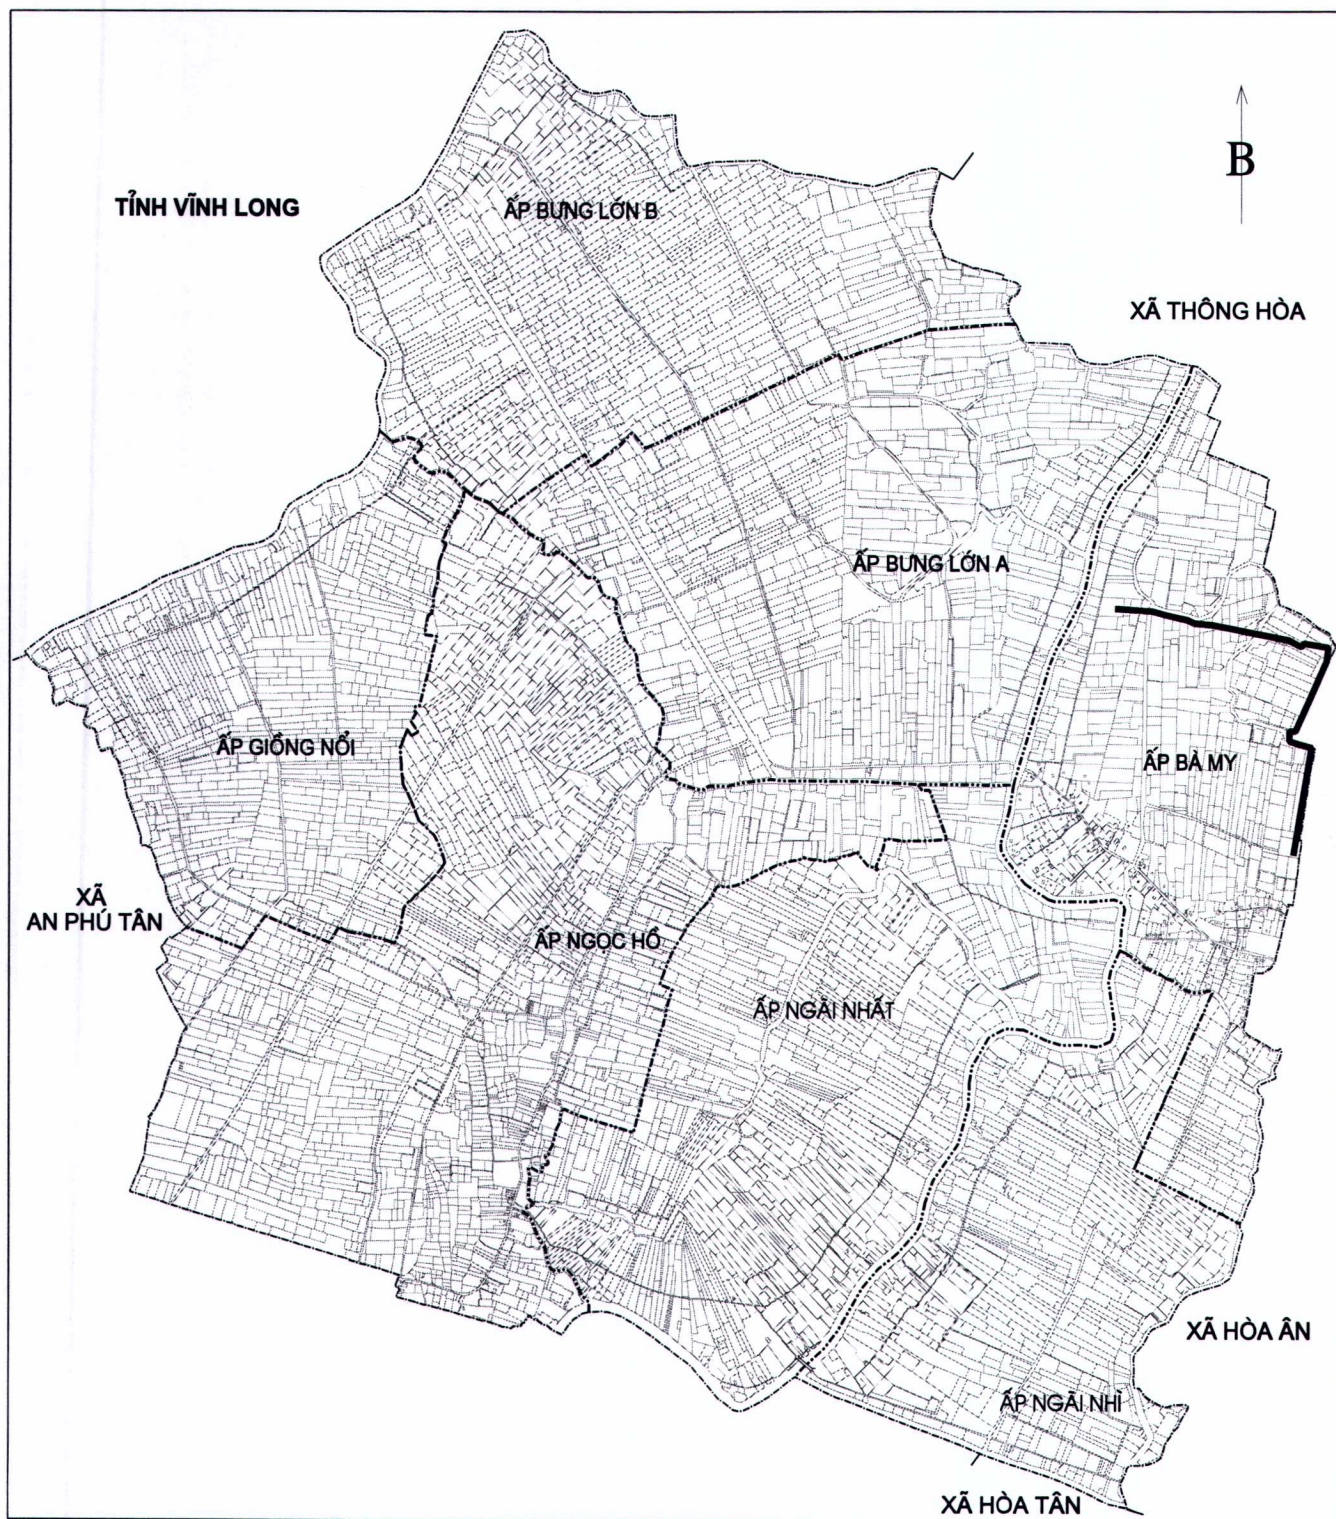 B
TỈNH VĨNH LONG
ẤP BƯNG LỚN B
XÃ THÔNG HÒA
ẤP BƯNG LỚN A
ẤP GIỒNG NỔI
ẤP BÀ MY
XÃ
AN PHÚ TÂN
ẤP NGỌC HỒ
ẤP NGÃI NHẤT
XÃ HÒA ÂN
ẤP NGÃI NHÌ
XÃ HÒA TÂN